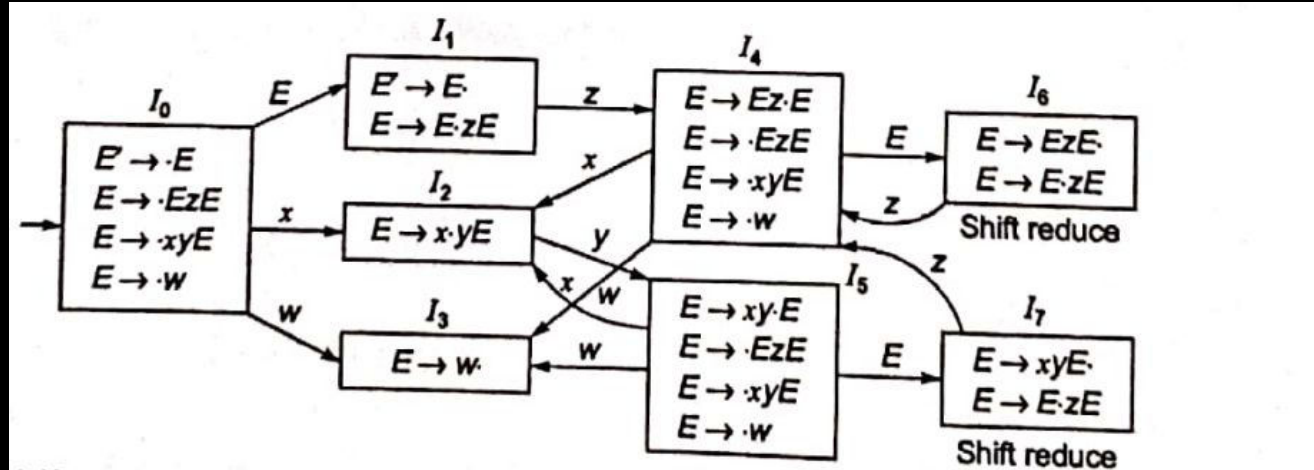 I₀
E′ → ·E
E → ·EzE
E → ·xyE
E → ·w
E
x
w
I₁
E′ → E·
E → E·zE
z
I₂
E → x·yE
y
x
w
I₃
E → w·
w
I₄
E → Ez·E
E → ·EzE
E → ·xyE
E → ·w
x
E
I₅
E → xy·E
E → ·EzE
E → ·xyE
E → ·w
E
I₆
E → EzE·
E → E·zE
Shift reduce
z
z
I₇
E → xyE·
E → E·zE
Shift reduce